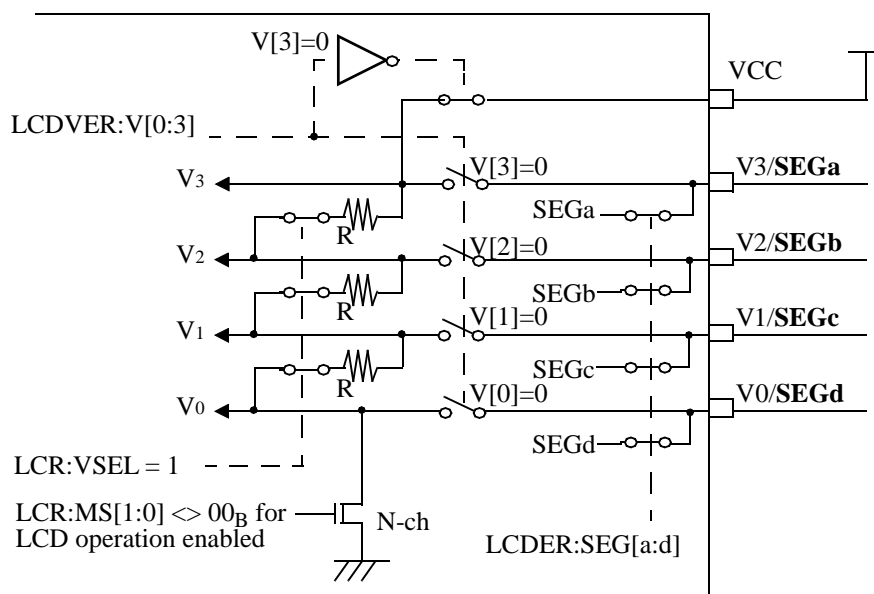 V[3]=0
VCC
LCDVER:V[0:3]
V3
V[3]=0
V3/SEGa
SEGa
R
V2
V[2]=0
V2/SEGb
SEGb
R
V1
V[1]=0
V1/SEGc
SEGc
R
V0
V[0]=0
V0/SEGd
SEGd
LCR:VSEL = 1
LCR:MS[1:0] <> 00B for
LCD operation enabled
N-ch
LCDER:SEG[a:d]